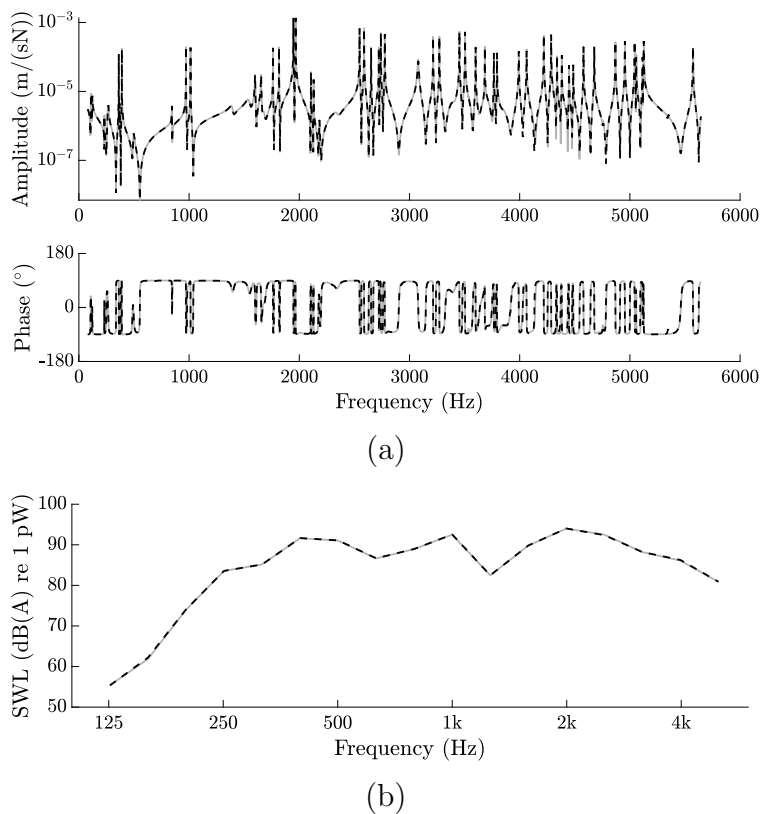 Amplitude (m/(sN))
10−3
10−5
10−7
0 1000 2000 3000 4000 5000 6000
Phase (°)
180
0
-180
0 1000 2000 3000 4000 5000 6000
Frequency (Hz)
(a)
SWL (dB(A) re 1 pW)
100
90
80
70
60
50
125 250 500 1k 2k 4k
Frequency (Hz)
(b)